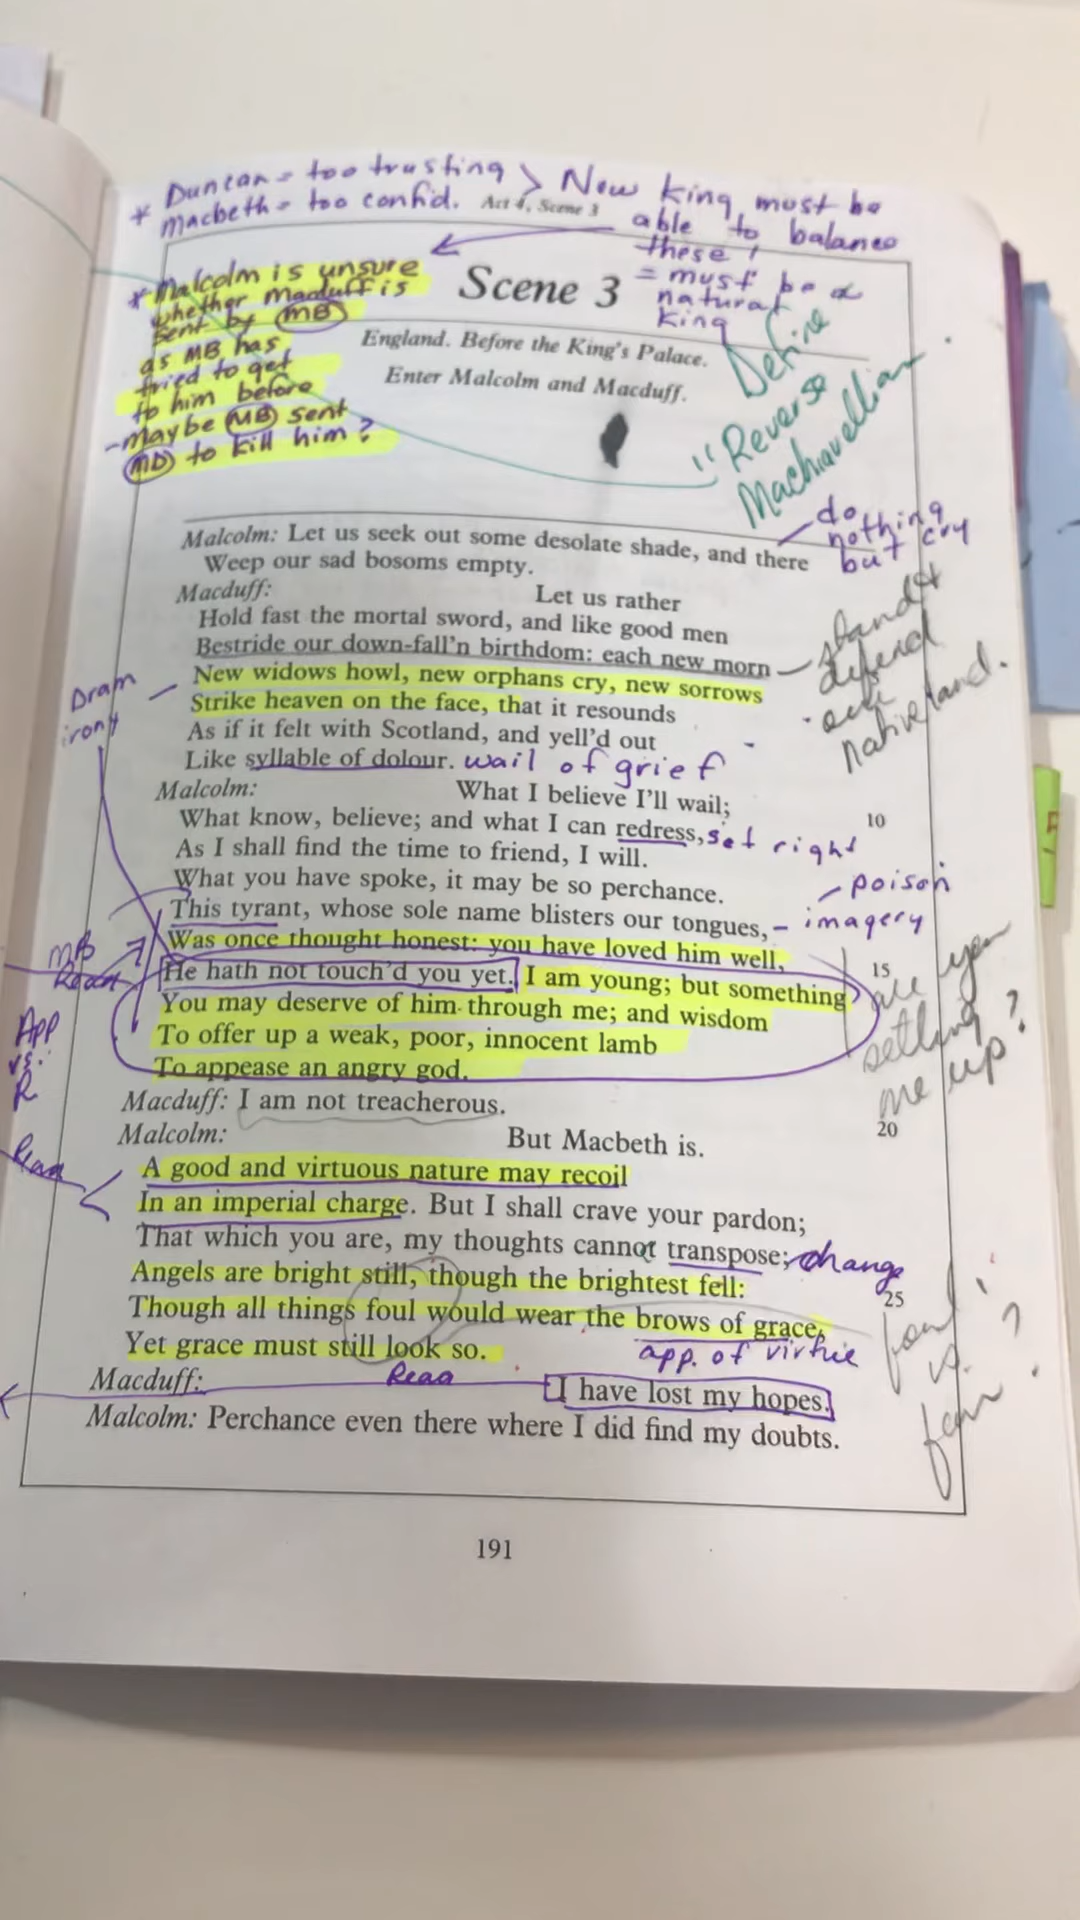 * Duncan = too trusting > Now king must be
* Macbeth = too confid. able to balance
these!
= must be a
natural
king
Act 4, Scene 3
* Malcolm is unsure
whether macduff is
sent by MB
as MB has
tried to get
to him before
- maybe MB sent
MD to kill him?
Scene 3
England. Before the King's Palace.
Enter Malcolm and Macduff.
Define
"Reverse
Machiavellian
Malcolm: Let us seek out some desolate shade, and there
Weep our sad bosoms empty.
do
nothing
but cry
Macduff: Let us rather
Hold fast the mortal sword, and like good men
Bestride our down-fall'n birthdom: each new morn
stand &
defend
our
native land.
New widows howl, new orphans cry, new sorrows
Strike heaven on the face, that it resounds
As if it felt with Scotland, and yell'd out
Like syllable of dolour. wail of grief
Dram
irony
Malcolm: What I believe I'll wail;
What know, believe; and what I can redress, set right
10
As I shall find the time to friend, I will.
What you have spoke, it may be so perchance.
This tyrant, whose sole name blisters our tongues,
- poison
imagery
Was once thought honest: you have loved him well,
He hath not touch'd you yet. I am young; but something
15
You may deserve of him through me; and wisdom
To offer up a weak, poor, innocent lamb
To appease an angry god.
MB
App
vs.
R
are you
setting
me up?
Macduff: I am not treacherous.
Malcolm: But Macbeth is.
20
A good and virtuous nature may recoil
In an imperial charge. But I shall crave your pardon;
That which you are, my thoughts cannot transpose; change
Angels are bright still, though the brightest fell:
25
Though all things foul would wear the brows of grace,
Yet grace must still look so.
app. of virtue
foul
vs.
fair
?
Macduff: I have lost my hopes.
Malcolm: Perchance even there where I did find my doubts.
191